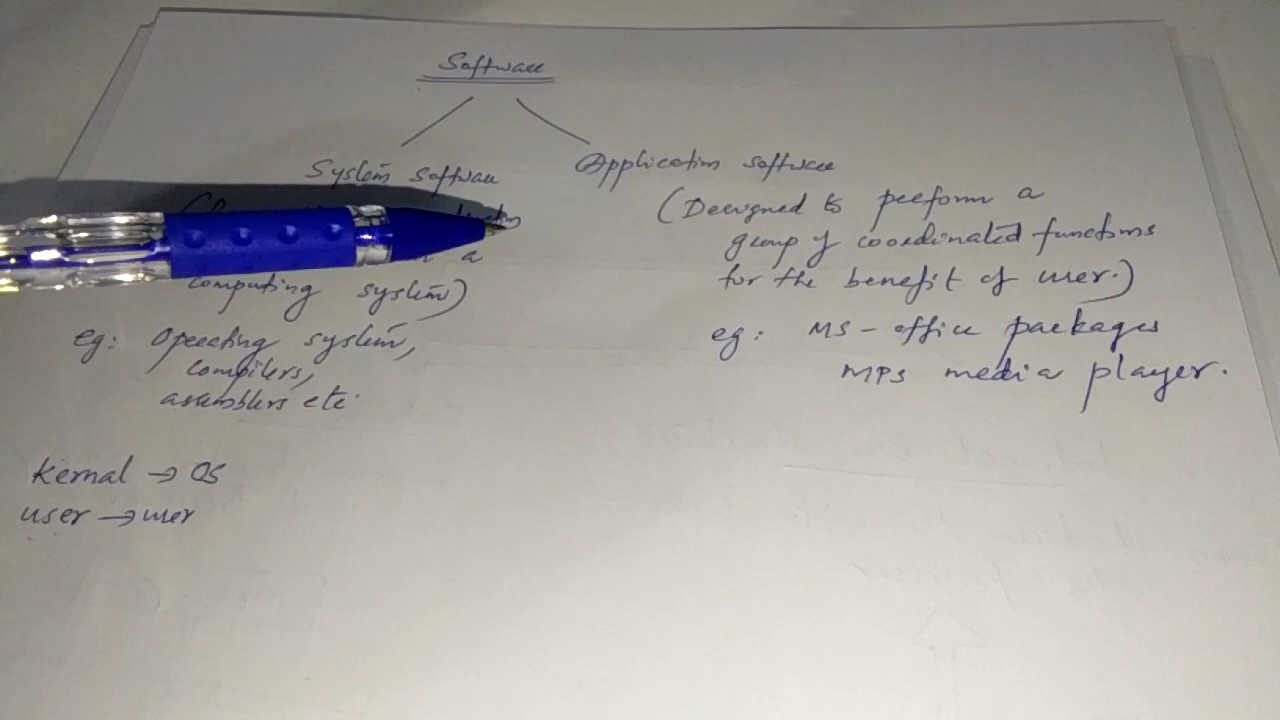 Software
System Software
Application software
a
computing system)
eg: Operating system,
compilers,
assemblers etc.
(Designed to perform a
group of coordinated functions
for the benefit of user.)
eg: MS-office packages
MPS media player.
kernal → OS
user → user